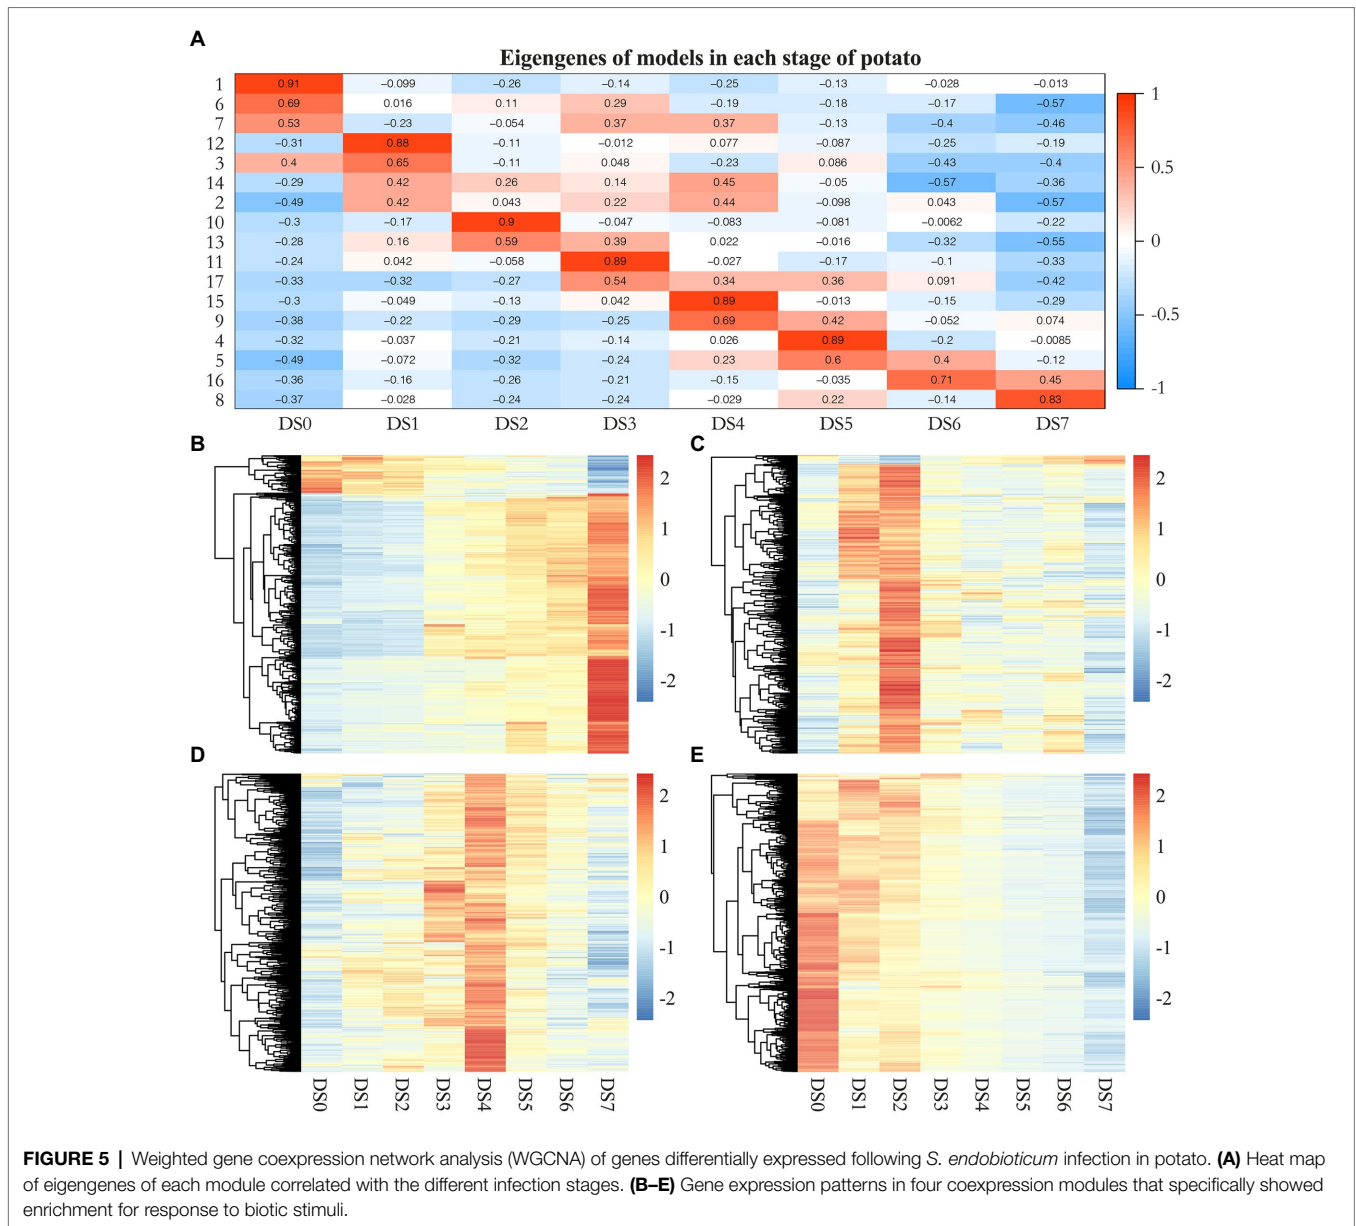 A
Eigengenes of models in each stage of potato
1 0.91 −0.099 −0.26 −0.14 −0.25 −0.13 −0.028 −0.013
6 0.69 0.016 0.11 0.29 −0.19 −0.18 −0.17 −0.57
7 0.53 −0.23 −0.054 0.37 0.37 −0.13 −0.4 −0.46
12 −0.31 0.88 −0.11 −0.012 0.077 −0.087 −0.25 −0.19
3 0.4 0.65 −0.11 0.048 −0.23 0.086 −0.43 −0.4
14 −0.29 0.42 0.26 0.14 0.45 −0.05 −0.57 −0.36
2 −0.49 0.42 0.043 0.22 0.44 −0.098 0.043 −0.57
10 −0.3 −0.17 0.9 −0.047 −0.083 −0.081 −0.0062 −0.22
13 −0.28 0.16 0.59 0.39 0.022 −0.016 −0.32 −0.55
11 −0.24 0.042 −0.058 0.89 −0.027 −0.17 −0.1 −0.33
17 −0.33 −0.32 −0.27 0.54 0.34 0.36 0.091 −0.42
15 −0.3 −0.049 −0.13 0.042 0.89 −0.013 −0.15 −0.29
9 −0.38 −0.22 −0.29 −0.25 0.69 0.42 −0.052 0.074
4 −0.32 −0.037 −0.21 −0.14 0.026 0.89 −0.2 −0.0085
5 −0.49 −0.072 −0.32 −0.24 0.23 0.6 0.4 −0.12
16 −0.36 −0.16 −0.26 −0.21 −0.15 −0.035 0.71 0.45
8 −0.37 −0.028 −0.24 −0.24 −0.029 0.22 −0.14 0.83
DS0 DS1 DS2 DS3 DS4 DS5 DS6 DS7
1
0.5
0
-0.5
-1
B
2
1
0
-1
-2
C
2
1
0
-1
-2
D
2
1
0
-1
-2
DS0 DS1 DS2 DS3 DS4 DS5 DS6 DS7
E
2
1
0
-1
-2
DS0 DS1 DS2 DS3 DS4 DS5 DS6 DS7
FIGURE 5 | Weighted gene coexpression network analysis (WGCNA) of genes differentially expressed following S. endobioticum infection in potato. (A) Heat map
of eigengenes of each module correlated with the different infection stages. (B–E) Gene expression patterns in four coexpression modules that specifically showed
enrichment for response to biotic stimuli.